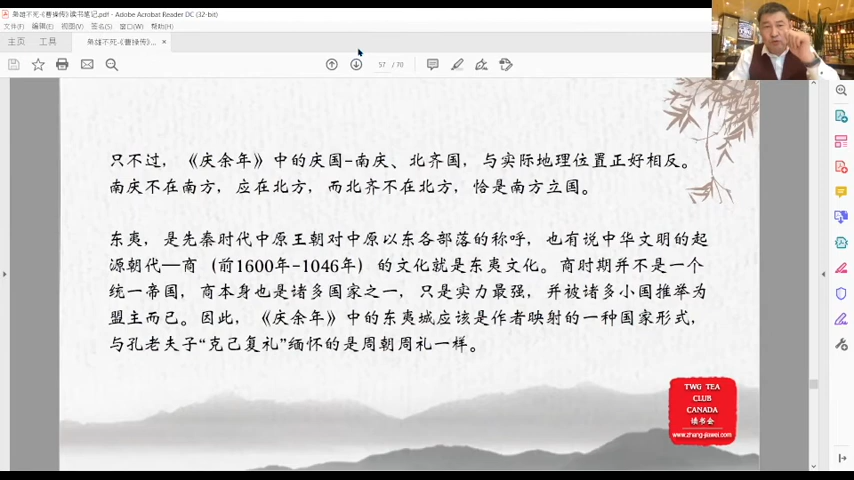 枭雄不死-《曹操传》读书笔记.pdf - Adobe Acrobat Reader DC (32-bit)
文件(F) 编辑(E) 视图(V) 签名(S) 窗口(W) 帮助(H)
主页 工具 枭雄不死-《曹操传》... ×
57 / 70
只不过，《庆余年》中的庆国-南庆、北齐国，与实际地理位置正好相反。
南庆不在南方，应在北方，而北齐不在北方，恰是南方立国。
东夷，是先秦时代中原王朝对中原以东各部落的称呼，也有说中华文明的起
源朝代—商（前1600年-1046年）的文化就是东夷文化。商时期并不是一个
统一帝国，商本身也是诸多国家之一，只是实力最强，并被诸多小国推举为
盟主而已。因此，《庆余年》中的东夷城应该是作者映射的一种国家形式，
与孔老夫子“克己复礼”缅怀的是周朝周礼一样。
TWG TEA
CLUB
CANADA
读书会
www.zhang-jiawei.com